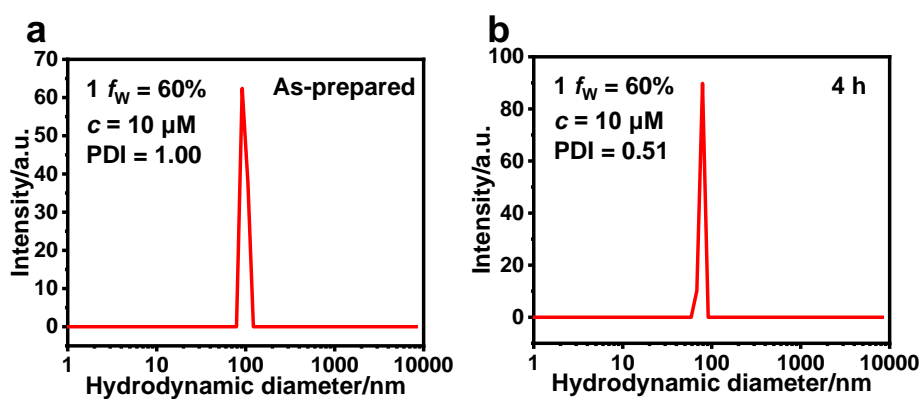 a
70
60
50
40
30
20
10
0
Intensity/a.u.
1 fW = 60%
c = 10 μM
PDI = 1.00
As-prepared
1 10 100 1000 10000
Hydrodynamic diameter/nm
b
100
80
60
40
20
0
Intensity/a.u.
1 fW = 60%
c = 10 μM
PDI = 0.51
4 h
1 10 100 1000 10000
Hydrodynamic diameter/nm